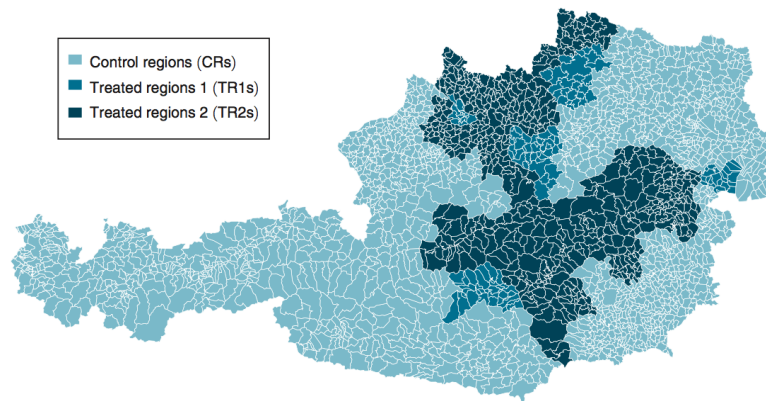 Control regions (CRs)
Treated regions 1 (TR1s)
Treated regions 2 (TR2s)